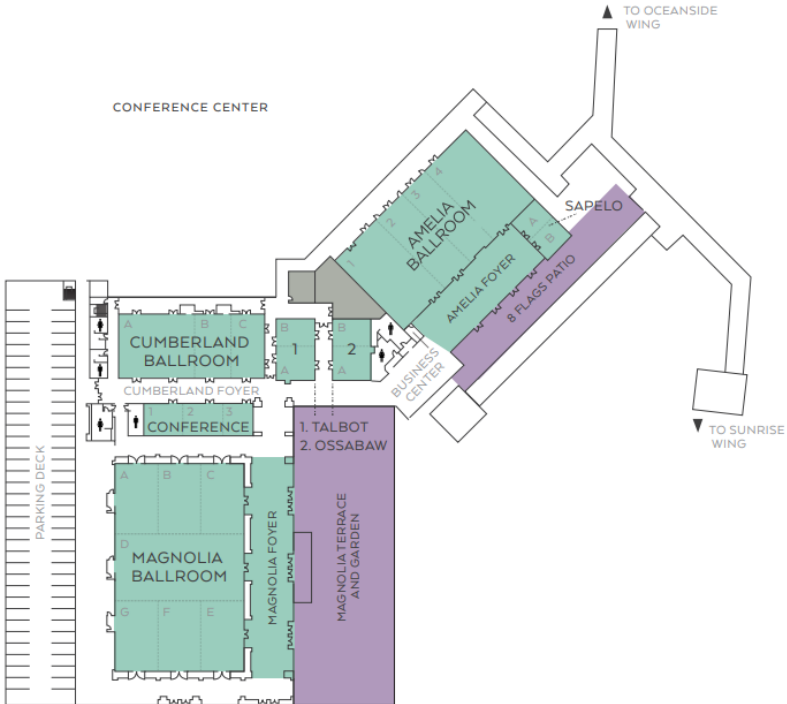 TO OCEANSIDE
WING
CONFERENCE CENTER
4
3
2
1
AMELIA
BALLROOM
SAPELO
A
B
AMELIA FOYER
8 FLAGS PATIO
A
B
C
CUMBERLAND
BALLROOM
B
1
A
B
2
A
BUSINESS
CENTER
CUMBERLAND FOYER
1
2
3
CONFERENCE
1. TALBOT
2. OSSABAW
TO SUNRISE
WING
PARKING DECK
A
B
C
D
MAGNOLIA
BALLROOM
G
F
E
MAGNOLIA FOYER
MAGNOLIA TERRACE
AND GARDEN